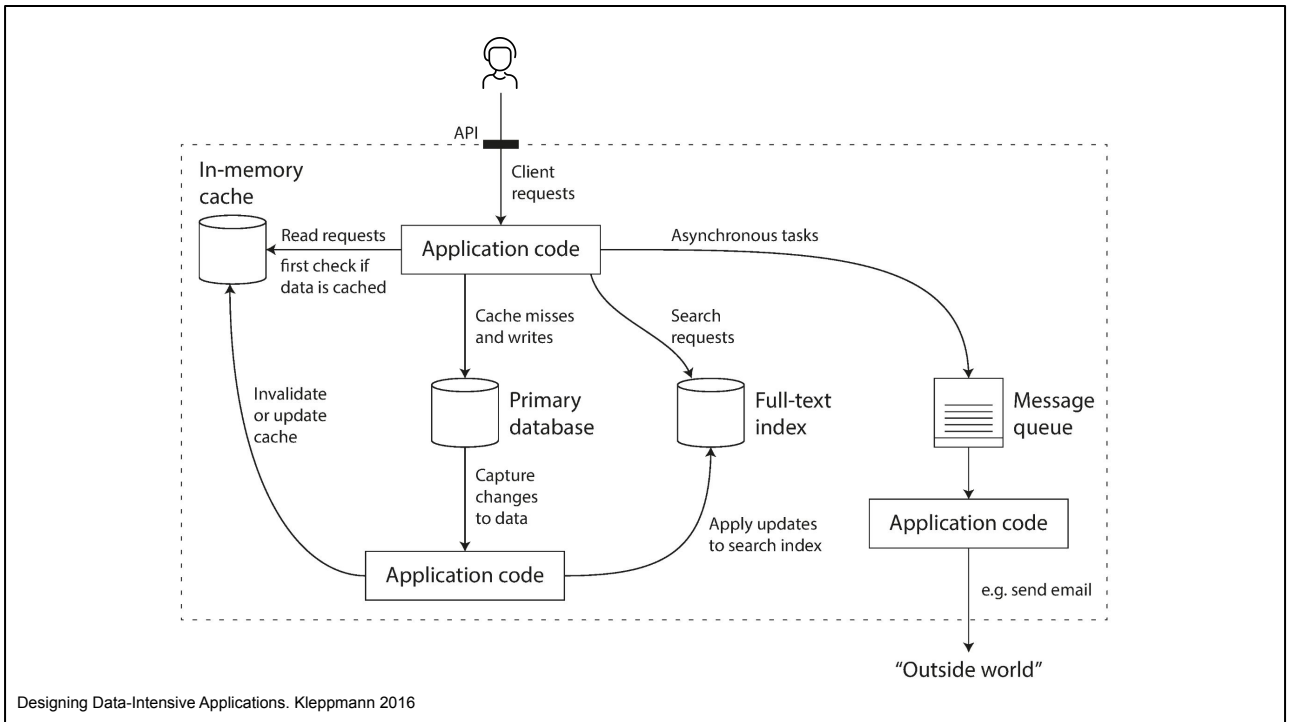 API
Client
requests
In-memory
cache
Read requests
first check if
data is cached
Application code
Asynchronous tasks
Cache misses
and writes
Search
requests
Invalidate
or update
cache
Primary
database
Full-text
index
Message
queue
Capture
changes
to data
Apply updates
to search index
Application code
Application code
e.g. send email
“Outside world”
Designing Data-Intensive Applications. Kleppmann 2016